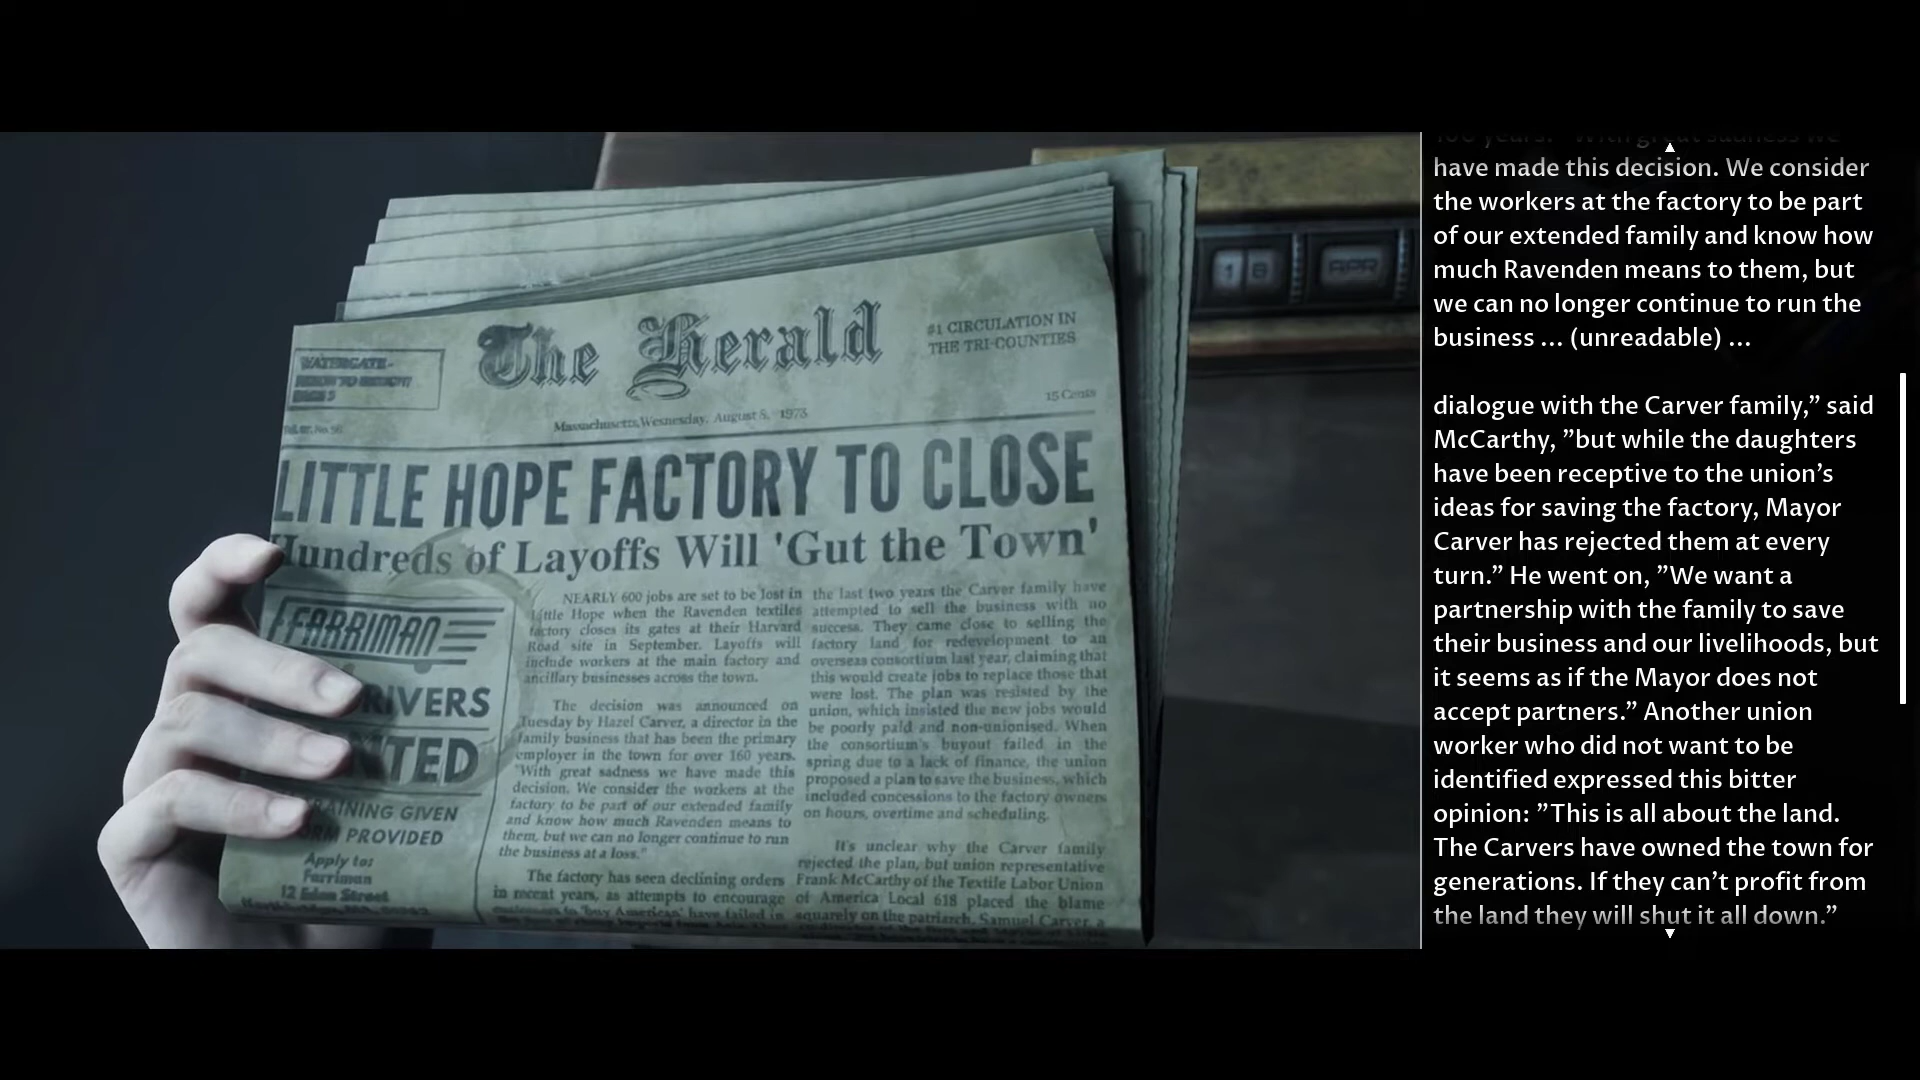 The Herald
#1 CIRCULATION IN
THE TRI-COUNTIES
WATERGATE-
15 Cents
Massachusetts, Wesnesday, August 8, 1973
LITTLE HOPE FACTORY TO CLOSE
Hundreds of Layoffs Will 'Gut the Town'
FARRIMAN
RIVERS
TED
RAINING GIVEN
RM PROVIDED
Apply to:
Farriman
12 Eden Street
NEARLY 600 jobs are set to be lost in
Little Hope when the Ravenden textiles
factory closes its gates at their Harvard
Road site in September. Layoffs will
include workers at the main factory and
ancillary businesses across the town.
The decision was announced on
Tuesday by Hazel Carver, a director in the
family business that has been the primary
employer in the town for over 160 years.
"With great sadness we have made this
decision. We consider the workers at the
factory to be part of our extended family
and know how much Ravenden means to
them, but we can no longer continue to run
the business at a loss."
The factory has seen declining orders
in recent years, as attempts to encourage
customers to 'buy American' have failed in
the last two years the Carver family have
attempted to sell the business with no
success. They came close to selling the
factory land for redevelopment to an
overseas consortium last year, claiming that
this would create jobs to replace those that
were lost. The plan was resisted by the
union, which insisted the new jobs would
be poorly paid and non-unionised. When
the consortium's buyout failed in the
spring due to a lack of finance, the union
proposed a plan to save the business, which
included concessions to the factory owners
on hours, overtime and scheduling.
It's unclear why the Carver family
rejected the plan, but union representative
Frank McCarthy of the Textile Labor Union
of America Local 618 placed the blame
squarely on the patriarch, Samuel Carver, a
18 APR
years. "With great sadness we
have made this decision. We consider
the workers at the factory to be part
of our extended family and know how
much Ravenden means to them, but
we can no longer continue to run the
business ... (unreadable) ...
dialogue with the Carver family,” said
McCarthy, ”but while the daughters
have been receptive to the union’s
ideas for saving the factory, Mayor
Carver has rejected them at every
turn.” He went on, ”We want a
partnership with the family to save
their business and our livelihoods, but
it seems as if the Mayor does not
accept partners.” Another union
worker who did not want to be
identified expressed this bitter
opinion: ”This is all about the land.
The Carvers have owned the town for
generations. If they can’t profit from
the land they will shut it all down.”